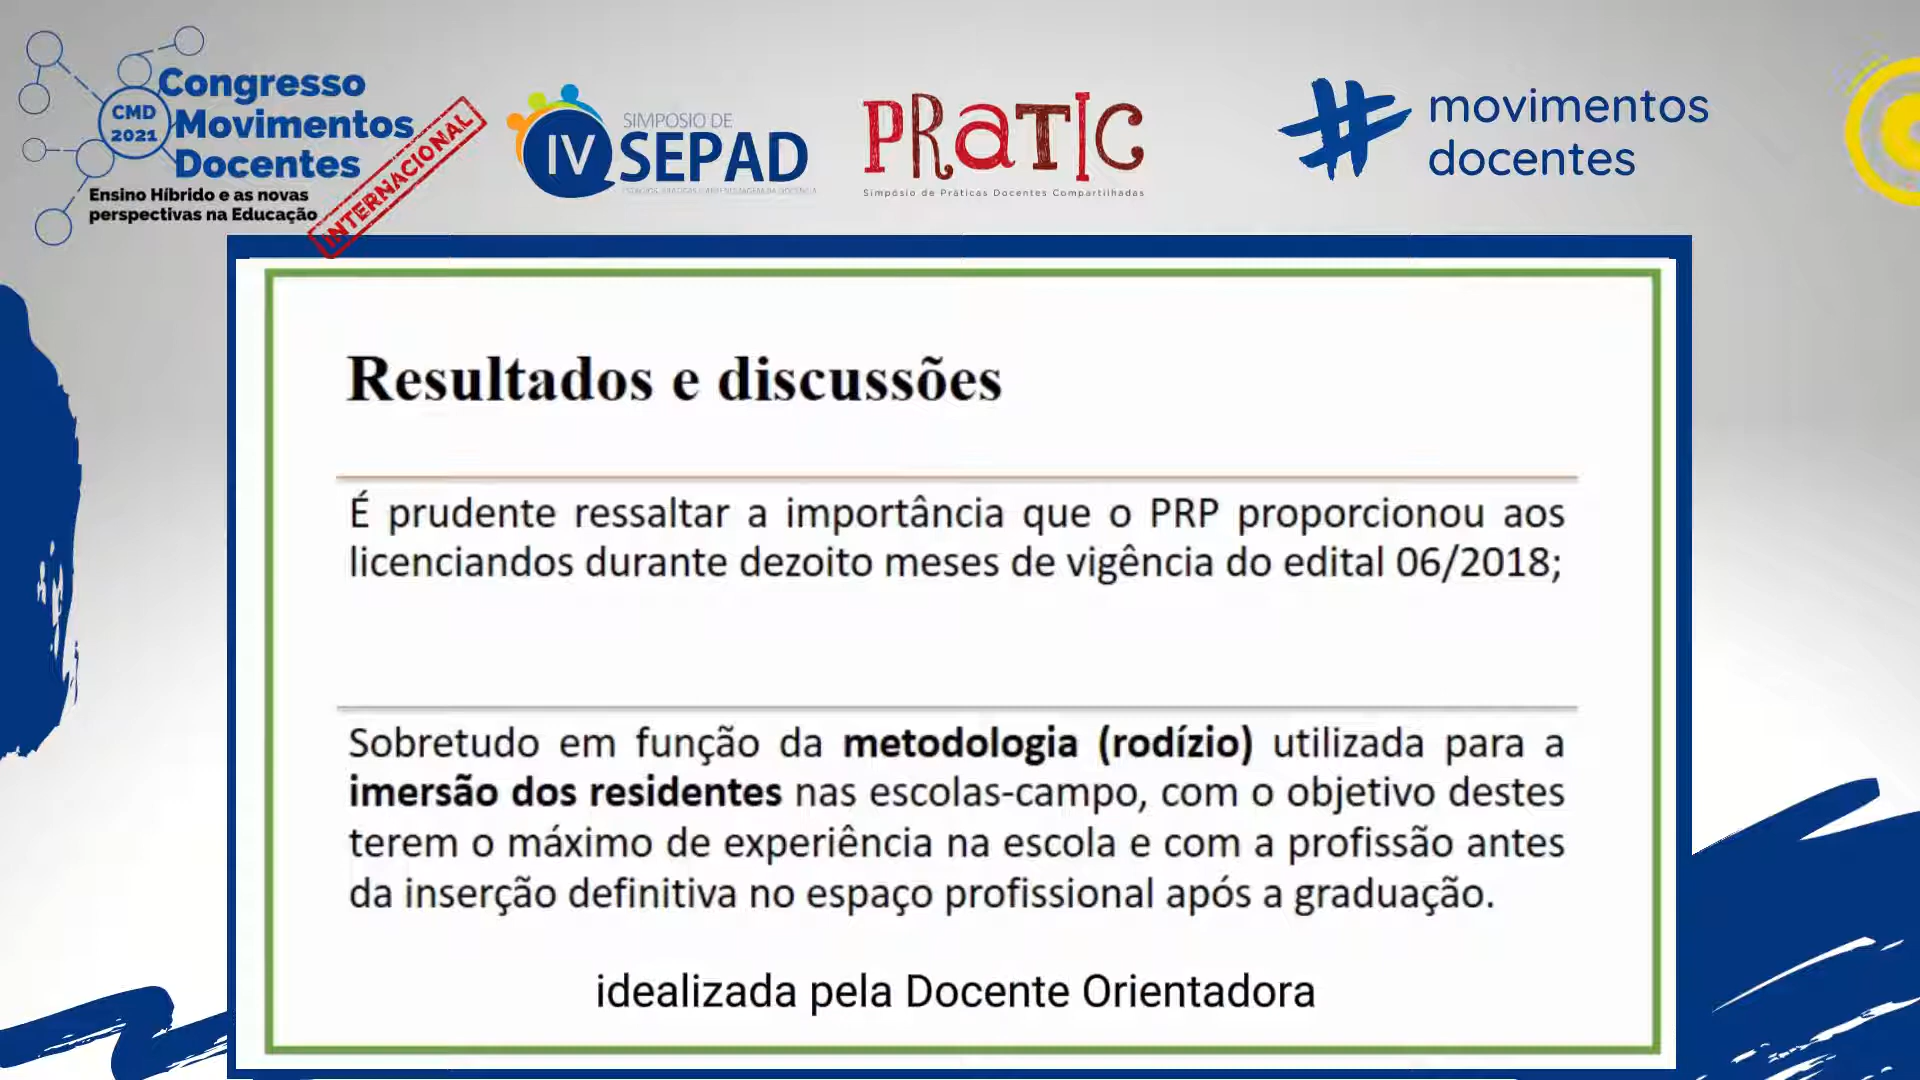 CMD
2021
Congresso
Movimentos
Docentes
Ensino Híbrido e as novas
perspectivas na Educação
INTERNACIONAL
IV
SIMPÓSIO DE
SEPAD
PRATIC
Simpósio de Práticas Docentes Compartilhadas
movimentos
docentes
Resultados e discussões
É prudente ressaltar a importância que o PRP proporcionou aos
licenciandos durante dezoito meses de vigência do edital 06/2018;
Sobretudo em função da metodologia (rodízio) utilizada para a
imersão dos residentes nas escolas-campo, com o objetivo destes
terem o máximo de experiência na escola e com a profissão antes
da inserção definitiva no espaço profissional após a graduação.
idealizada pela Docente Orientadora